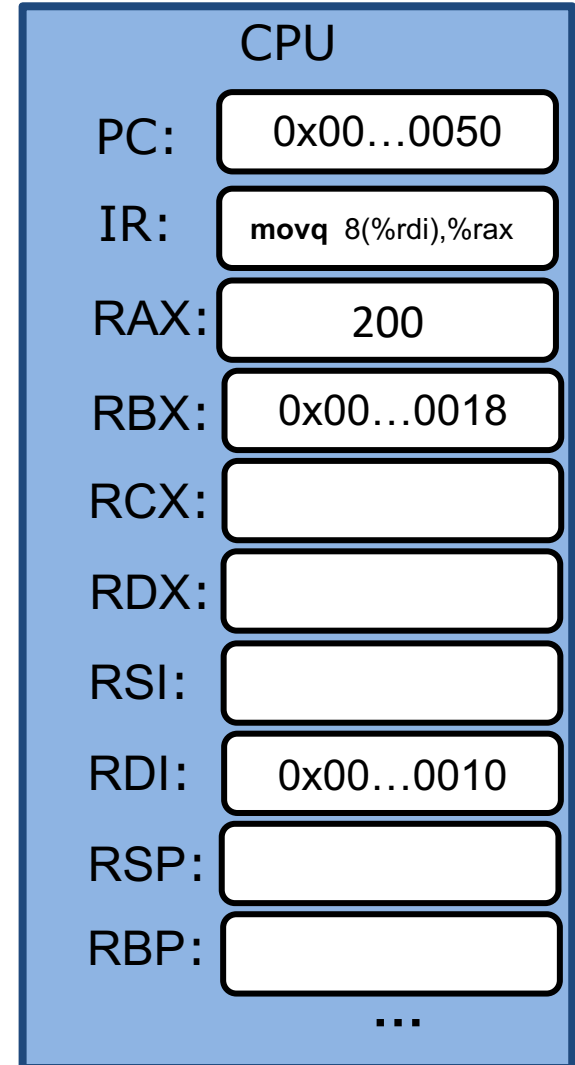 CPU
PC: 0x00...0050
IR: movq 8(%rdi),%rax
RAX: 200
RBX: 0x00...0018
RCX:
RDX:
RSI:
RDI: 0x00...0010
RSP:
RBP:
...